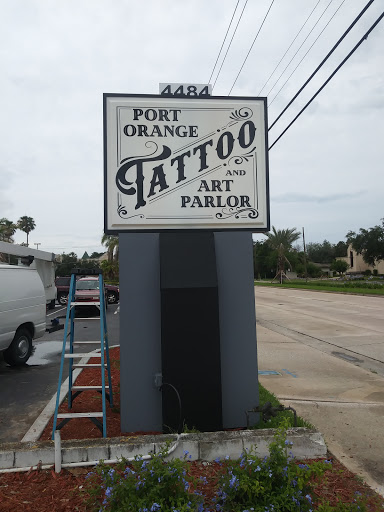 4484
PORT
ORANGE
TATTOO
AND
ART
PARLOR